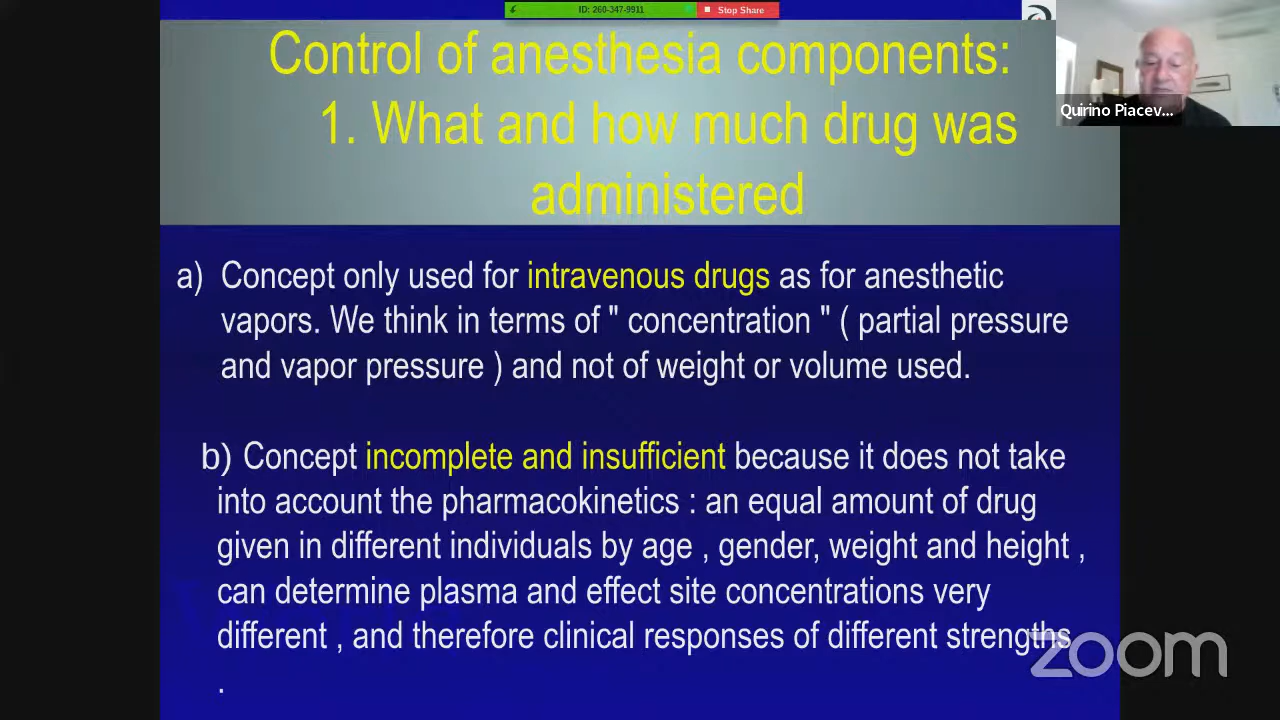 ID: 260-347-9911
Stop Share
Control of anesthesia components:
1. What and how much drug was
administered
Quirino Piacev...
a) Concept only used for intravenous drugs as for anesthetic
vapors. We think in terms of " concentration " ( partial pressure
and vapor pressure ) and not of weight or volume used.
b) Concept incomplete and insufficient because it does not take
into account the pharmacokinetics : an equal amount of drug
given in different individuals by age , gender, weight and height ,
can determine plasma and effect site concentrations very
different , and therefore clinical responses of different strengths
.
zoom